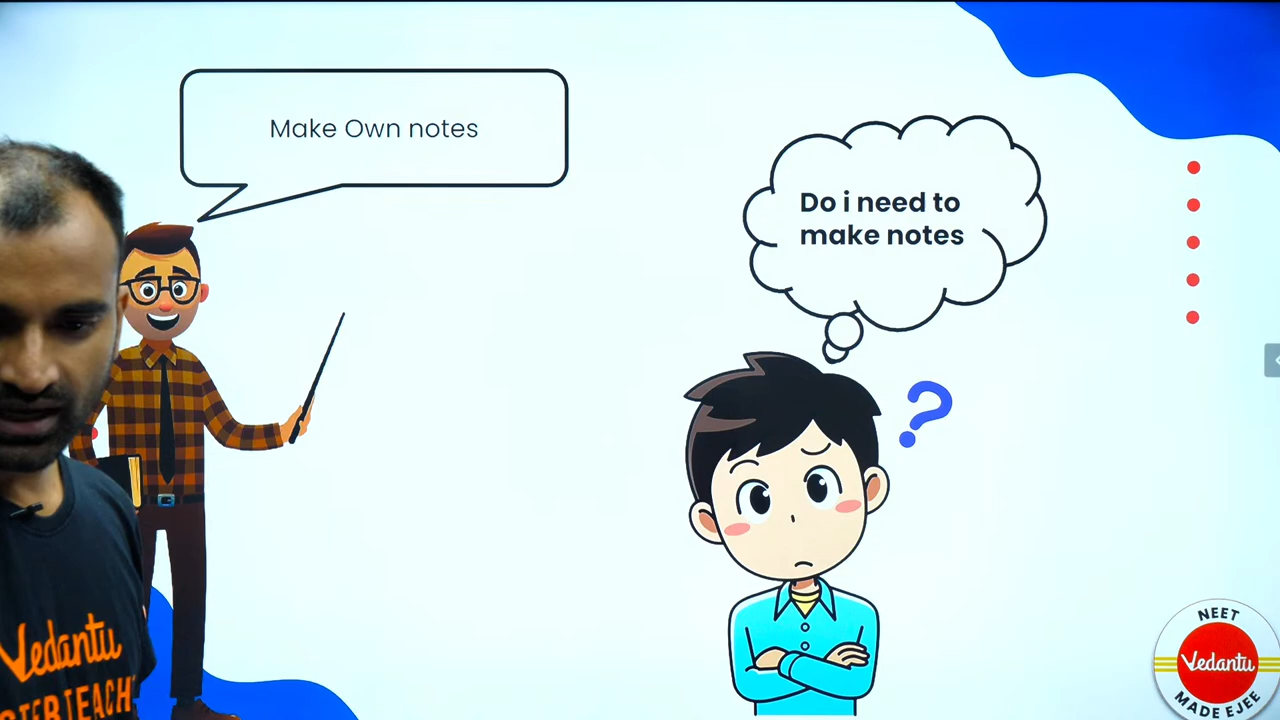 Make Own notes
Do i need to
make notes
Vedantu
NEET
Vedantu
MADE EJEE